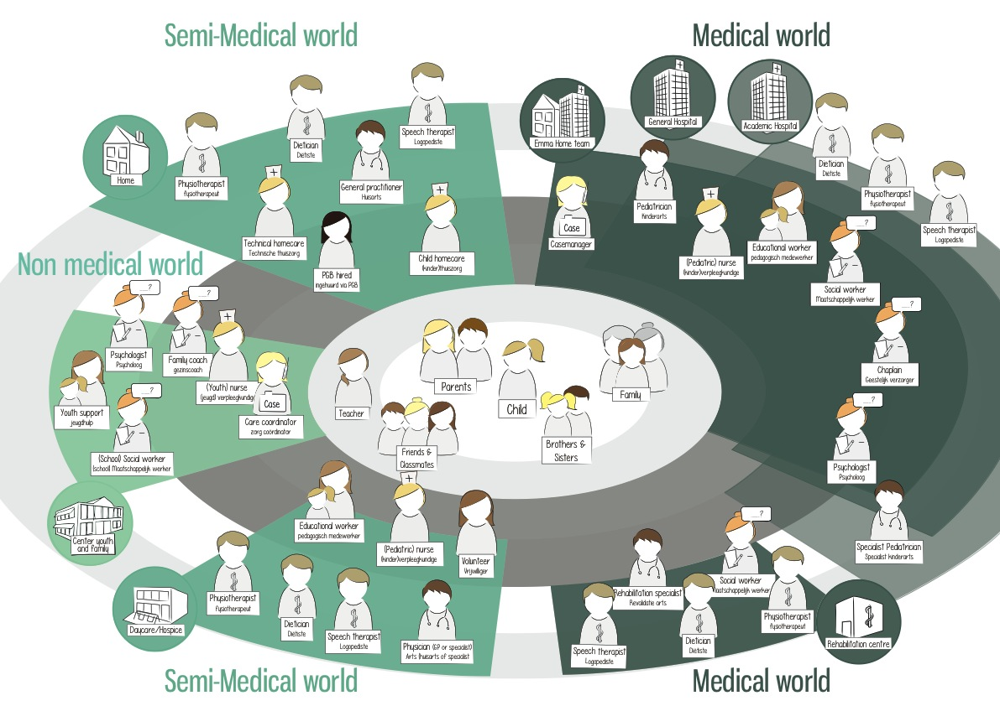 Semi-Medical world
Medical world
Home
Physiotherapist
fysiotherapeut
Dietician
Dietiste
Speech therapist
Logopediste
General practitioner
Huisarts
Technical homecare
Technische thuiszorg
PGB hired
ingehuurd via PGB
Child homecare
(kinder)thuiszorg
Emma Home team
General Hospital
Academic Hospital
Case
Casemanager
Pediatrician
kinderarts
(Pediatric) nurse
(kinder)verpleegkundige
Educational worker
pedagogisch medewerker
Dietician
Dietiste
Physiotherapist
fysiotherapeut
Speech therapist
Logopediste
__?
Social worker
Maatschappelijk werker
__?
Chaplain
Geestelijk verzorger
__?
Psychologist
Psycholoog
Specialist Pediatrician
Specialist kinderarts
Non medical world
__?
Psychologist
Psycholoog
__?
Family coach
gezinscoach
(Youth) nurse
(jeugd) verpleegkundige
Case
Care coordinator
zorg coördinator
Youth support
jeugdhulp
__?
(School) Social worker
(school) Maatschappelijk werker
Center youth
and family
Teacher
Parents
Child
Family
Brothers &
Sisters
Friends &
Classmates
Educational worker
pedagogisch medewerker
(Pediatric) nurse
(kinder)verpleegkundige
Volunteer
Vrijwilliger
Daycare/Hospice
Physiotherapist
fysiotherapeut
Dietician
Dietiste
Speech therapist
Logopediste
Physician (GP or specialist)
Arts (huisarts of specialist)
Rehabilitation specialist
Revalidatie arts
__?
Social worker
Maatschappelijk werker
Speech therapist
Logopediste
Dietician
Dietiste
Physiotherapist
fysiotherapeut
Rehabilitation centre
Semi-Medical world
Medical world